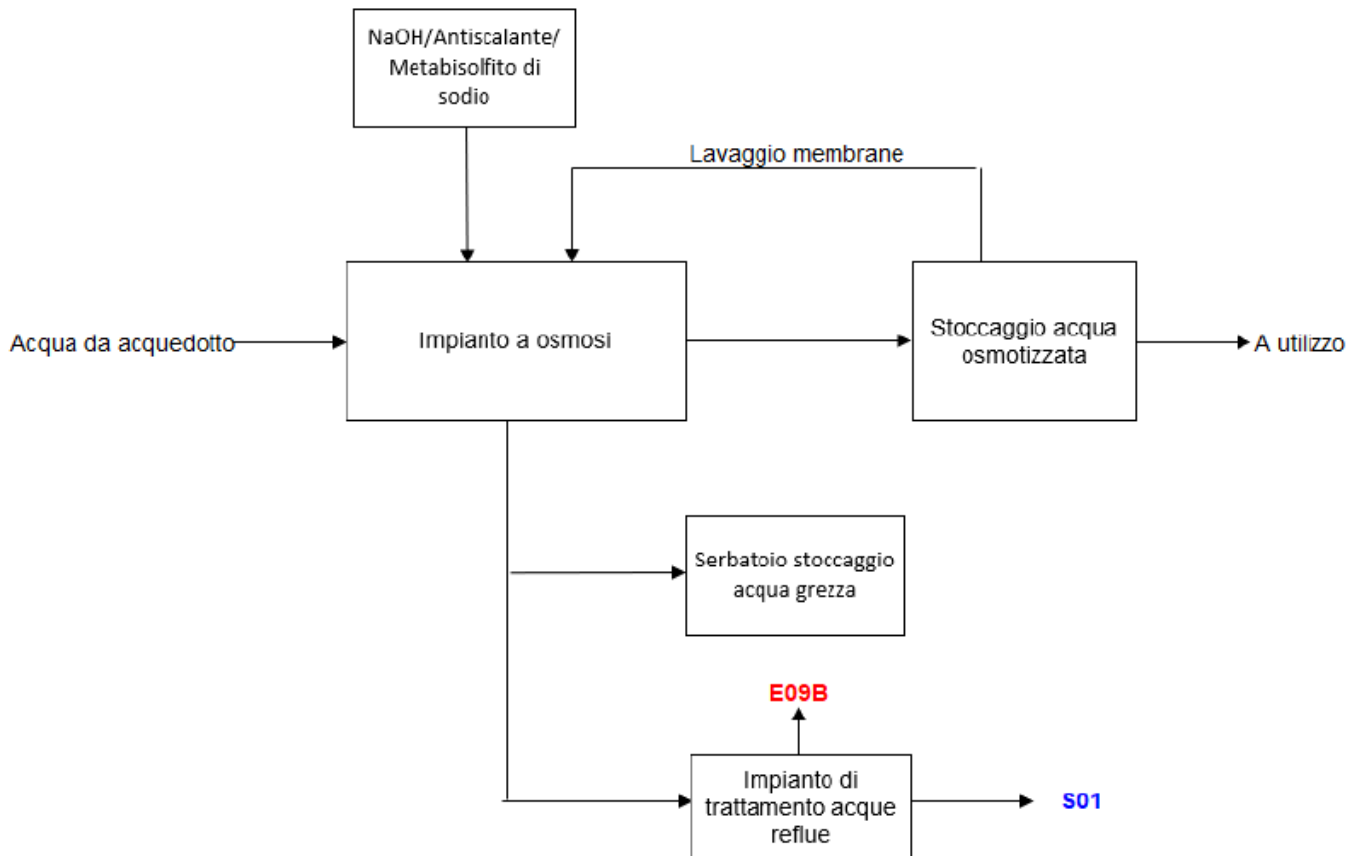 NaOH/Antiscalante/
Metabisolfito di
sodio
Lavaggio membrane
Acqua da acquedotto
Impianto a osmosi
Stoccaggio acqua
osmotizzata
A utilizzo
Serbatoio stoccaggio
acqua grezza
E09B
Impianto di
trattamento acque
reflue
S01